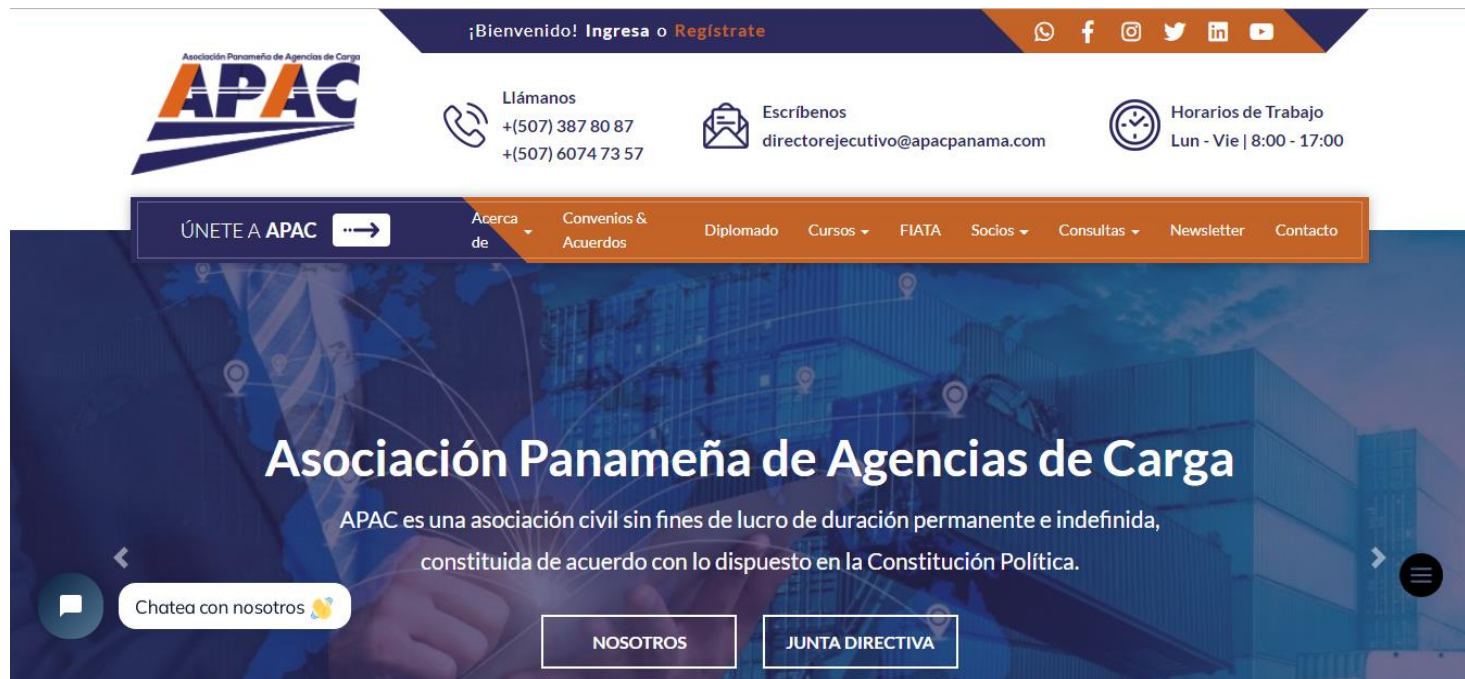 ¡Bienvenido! Ingresa o Regístrate
Asociación Panameña de Agencias de Carga
APAC
Llámanos
+(507) 387 80 87
+(507) 6074 73 57
Escríbenos
directorejecutivo@apacpanama.com
Horarios de Trabajo
Lun - Vie | 8:00 - 17:00
ÚNETE A APAC
Acerca
de
Convenios &
Acuerdos
Diplomado
Cursos
FIATA
Socios
Consultas
Newsletter
Contacto
Asociación Panameña de Agencias de Carga
APAC es una asociación civil sin fines de lucro de duración permanente e indefinida,
constituida de acuerdo con lo dispuesto en la Constitución Política.
Chatea con nosotros 👋
NOSOTROS
JUNTA DIRECTIVA